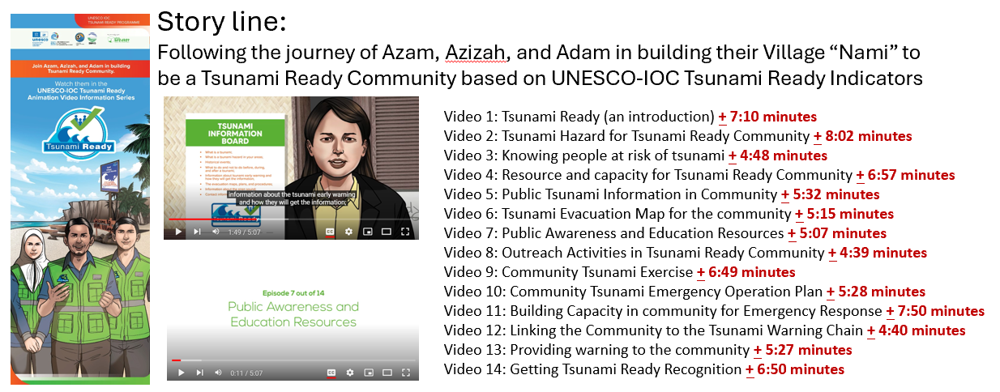 UNESCO IOC
TSUNAMI READY PROGRAMME
unesco
Join Azam, Azizah, and Adam in building
Tsunami Ready Community.
Watch them in the
UNESCO-IOC Tsunami Ready
Animation Video Information Series
Tsunami Ready
Story line:
Following the journey of Azam, Azizah, and Adam in building their Village “Nami” to
be a Tsunami Ready Community based on UNESCO-IOC Tsunami Ready Indicators
TSUNAMI
INFORMATION
BOARD
What is a tsunami;
What is a tsunami hazard in your areas;
Historical events;
What to do and not to do before, during,
and after a tsunami;
Information about tsunami early warning and
how they will get the information;
The evacuation maps, plans, and procedures;
information about the tsunami early warning
and how they will get the information;
Tsunami Ready
1:49 / 5:07
Episode 7 out of 14
Public Awareness and
Education Resources
0:11 / 5:07
Video 1: Tsunami Ready (an introduction) + 7:10 minutes
Video 2: Tsunami Hazard for Tsunami Ready Community + 8:02 minutes
Video 3: Knowing people at risk of tsunami + 4:48 minutes
Video 4: Resource and capacity for Tsunami Ready Community + 6:57 minutes
Video 5: Public Tsunami Information in Community + 5:32 minutes
Video 6: Tsunami Evacuation Map for the community + 5:15 minutes
Video 7: Public Awareness and Education Resources + 5:07 minutes
Video 8: Outreach Activities in Tsunami Ready Community + 4:39 minutes
Video 9: Community Tsunami Exercise + 6:49 minutes
Video 10: Community Tsunami Emergency Operation Plan + 5:28 minutes
Video 11: Building Capacity in community for Emergency Response + 7:50 minutes
Video 12: Linking the Community to the Tsunami Warning Chain + 4:40 minutes
Video 13: Providing warning to the community + 5:27 minutes
Video 14: Getting Tsunami Ready Recognition + 6:50 minutes